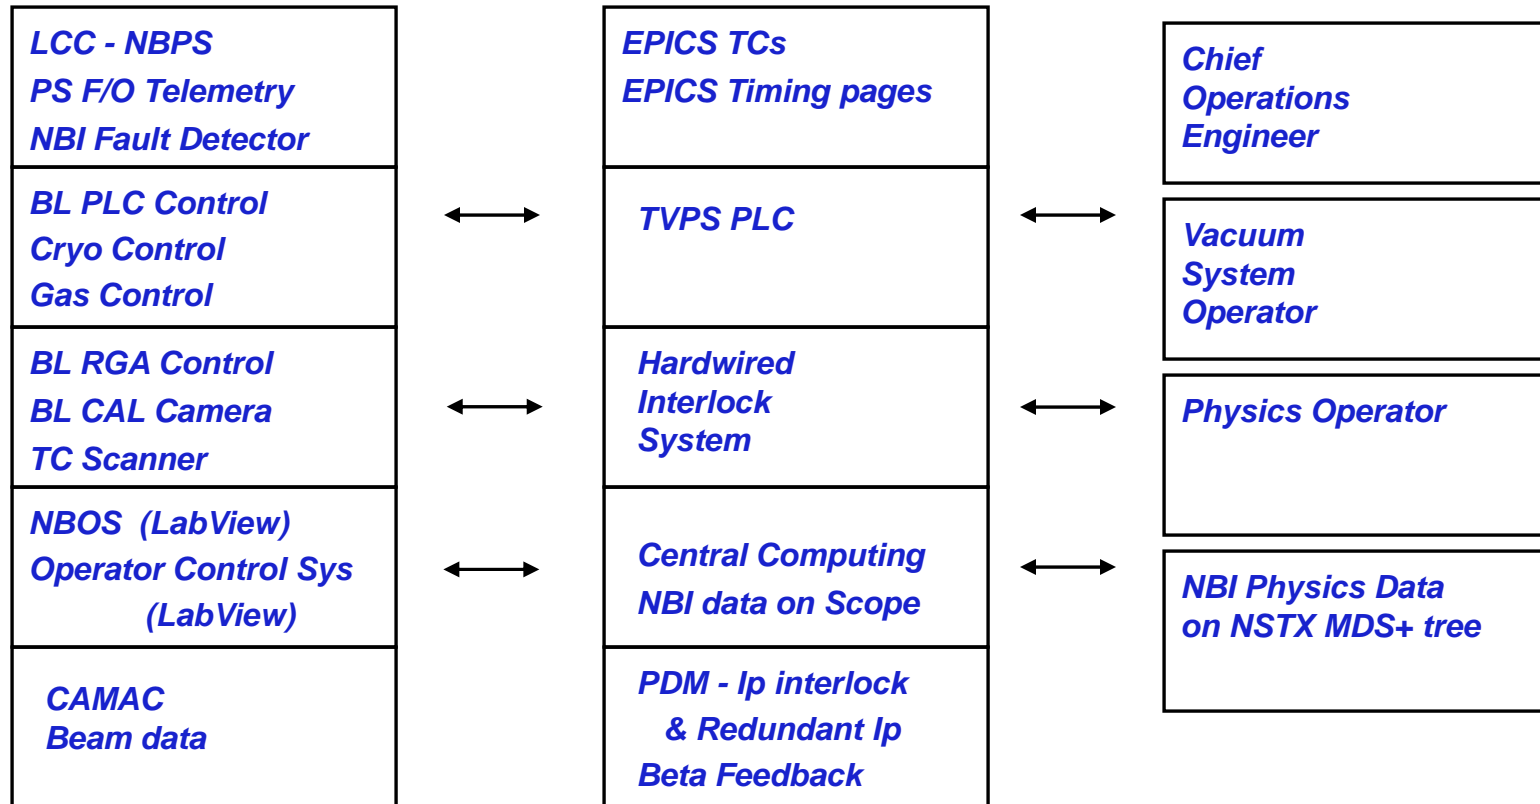 LCC - NBPS
PS F/O Telemetry
NBI Fault Detector
BL PLC Control
Cryo Control
Gas Control
BL RGA Control
BL CAL Camera
TC Scanner
NBOS (LabView)
Operator Control Sys
(LabView)
CAMAC
Beam data
EPICS TCs
EPICS Timing pages
TVPS PLC
Hardwired
Interlock
System
Central Computing
NBI data on Scope
PDM - Ip interlock
& Redundant Ip
Beta Feedback
Chief
Operations
Engineer
Vacuum
System
Operator
Physics Operator
NBI Physics Data
on NSTX MDS+ tree